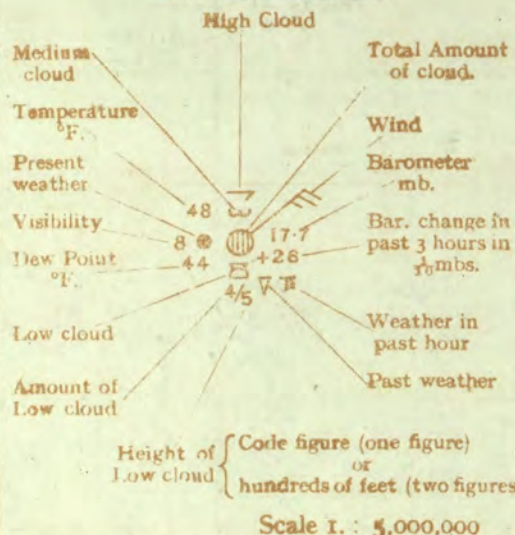 High Cloud
Medium
cloud
Total Amount
of cloud.
Temperature
°F.
Wind
Present
weather
Barometer
mb.
48
Visibility
8
17.7
Bar. change in
past 3 hours in
1/10 mbs.
+26
Dew Point
°F.
44
4/5
Low cloud
Weather in
past hour
Amount of
Low cloud
Past weather
Height of
Low cloud
Code figure (one figure)
or
hundreds of feet (two figures
Scale 1. : 5,000,000